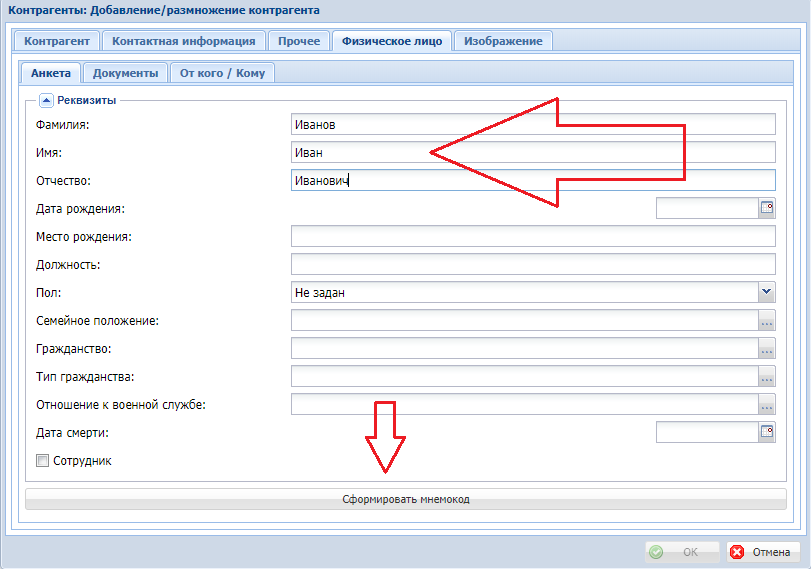 Контрагенты: Добавление/размножение контрагента
Контрагент Контактная информация Прочее Физическое лицо Изображение
Анкета Документы От кого / Кому
Реквизиты
Фамилия: Иванов
Имя: Иван
Отчество: Иванович
Дата рождения:
Место рождения:
Должность:
Пол: Не задан
Семейное положение: ...
Гражданство: ...
Тип гражданства: ...
Отношение к военной службе: ...
Дата смерти:
Сотрудник
Сформировать мнемокод
OK Отмена